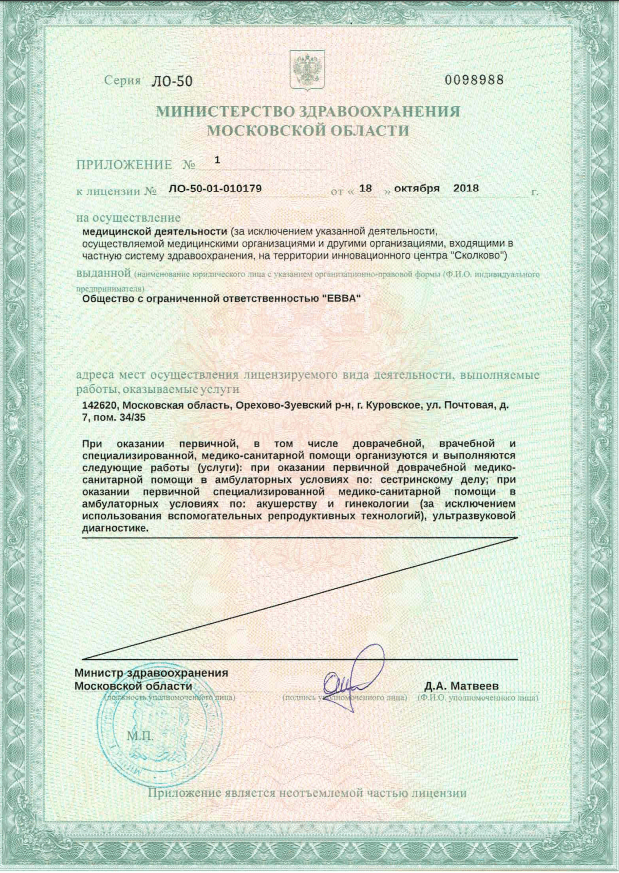 Серия ЛО-50
0098988
МИНИСТЕРСТВО ЗДРАВООХРАНЕНИЯ
МОСКОВСКОЙ ОБЛАСТИ
ПРИЛОЖЕНИЕ № 1
к лицензии № ЛО-50-01-010179 от « 18 » октября 2018 г.
на осуществление
медицинской деятельности (за исключением указанной деятельности,
осуществляемой медицинскими организациями и другими организациями, входящими в
частную систему здравоохранения, на территории инновационного центра "Сколково")
выданной (наименование юридического лица с указанием организационно-правовой формы (Ф.И.О. индивидуального
предпринимателя)
Общество с ограниченной ответственностью "ЕВВА"
адреса мест осуществления лицензируемого вида деятельности, выполняемые
работы, оказываемые услуги
142620, Московская область, Орехово-Зуевский р-н, г. Куровское, ул. Почтовая, д.
7, пом. 34/35
При оказании первичной, в том числе доврачебной, врачебной и
специализированной, медико-санитарной помощи организуются и выполняются
следующие работы (услуги): при оказании первичной доврачебной медико-
санитарной помощи в амбулаторных условиях по: сестринскому делу; при
оказании первичной специализированной медико-санитарной помощи в
амбулаторных условиях по: акушерству и гинекологии (за исключением
использования вспомогательных репродуктивных технологий), ультразвуковой
диагностике.
Министр здравоохранения
Московской области
Д.А. Матвеев
(должность уполномоченного лица) (подпись уполномоченного лица) (Ф.И.О. уполномоченного лица)
М.П.
Приложение является неотъемлемой частью лицензии